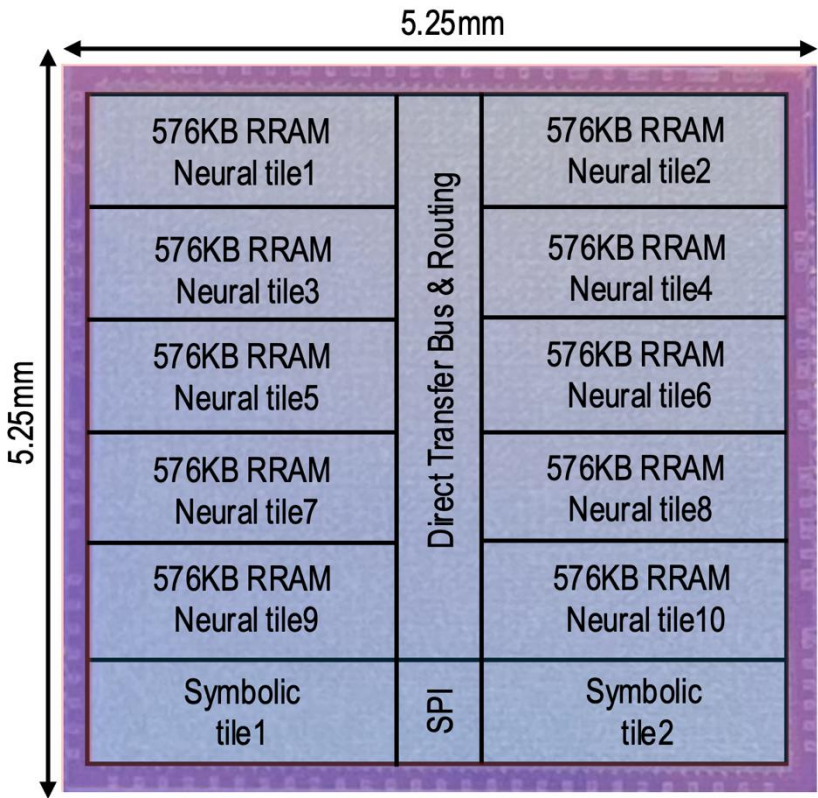 5.25mm
5.25mm
576KB RRAM
Neural tile1
576KB RRAM
Neural tile2
576KB RRAM
Neural tile3
576KB RRAM
Neural tile4
576KB RRAM
Neural tile5
576KB RRAM
Neural tile6
576KB RRAM
Neural tile7
576KB RRAM
Neural tile8
576KB RRAM
Neural tile9
576KB RRAM
Neural tile10
Direct Transfer Bus & Routing
Symbolic
tile1
SPI
Symbolic
tile2